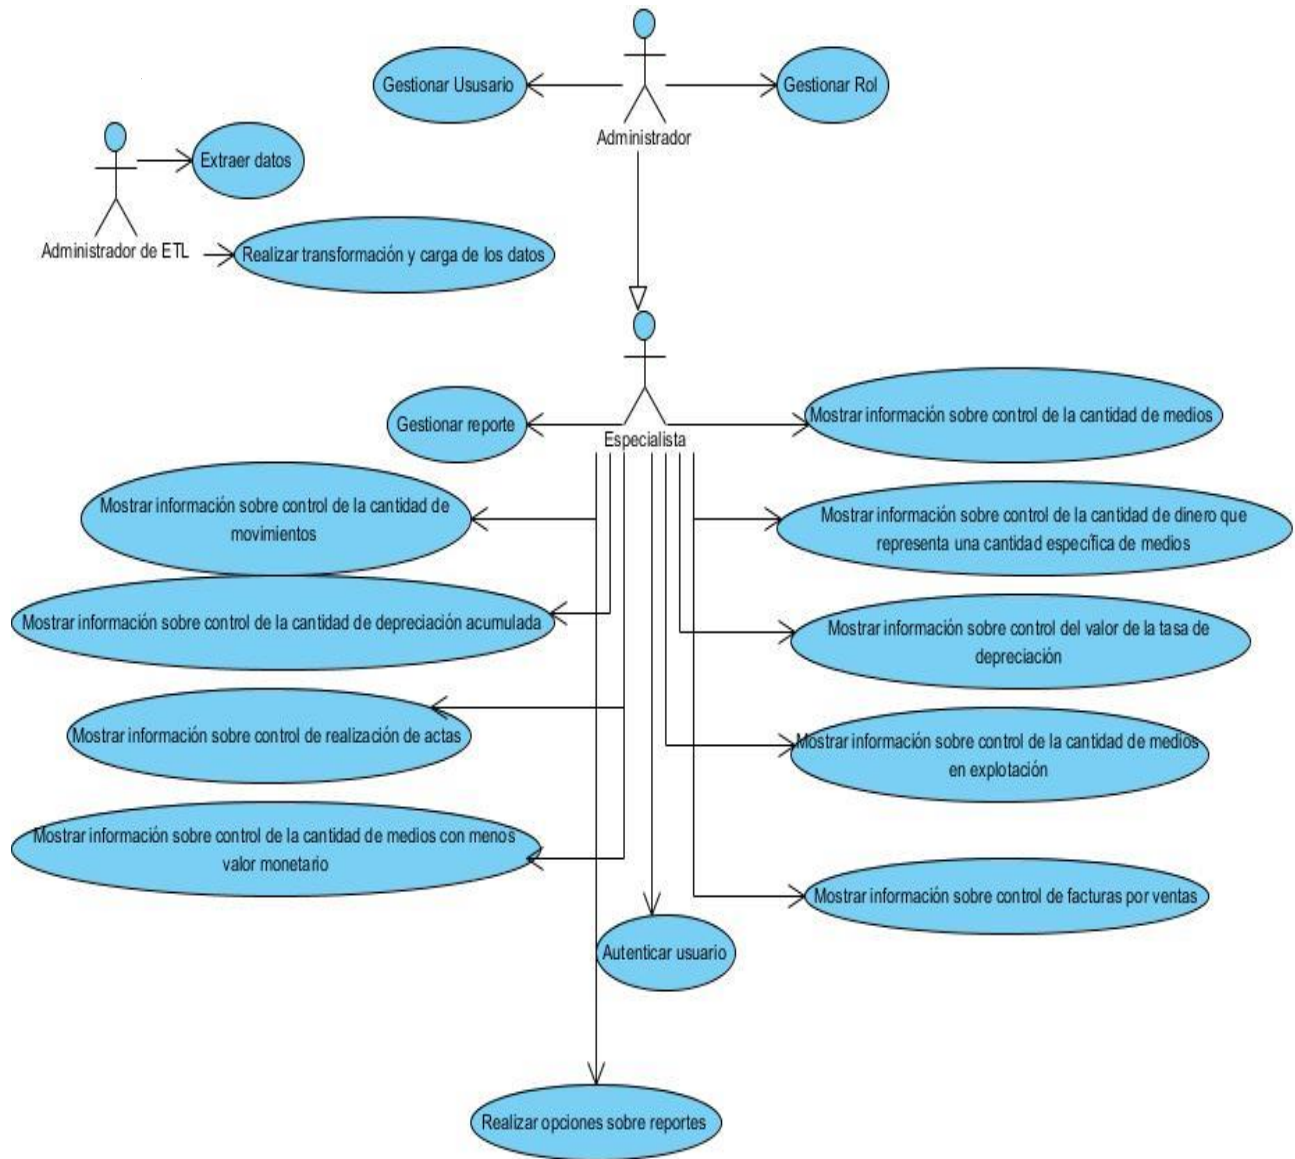 Gestionar Ususario
Gestionar Rol
Administrador
Extraer datos
Administrador de ETL
Realizar transformación y carga de los datos
Gestionar reporte
Especialista
Mostrar información sobre control de la cantidad de medios
Mostrar información sobre control de la cantidad de
movimientos
Mostrar información sobre control de la cantidad de dinero que
representa una cantidad específica de medios
Mostrar información sobre control de la cantidad de depreciación acumulada
Mostrar información sobre control del valor de la tasa de
depreciación
Mostrar información sobre control de realización de actas
Mostrar información sobre control de la cantidad de medios
en explotación
Mostrar información sobre control de la cantidad de medios con menos
valor monetario
Mostrar información sobre control de facturas por ventas
Autenticar usuario
Realizar opciones sobre reportes